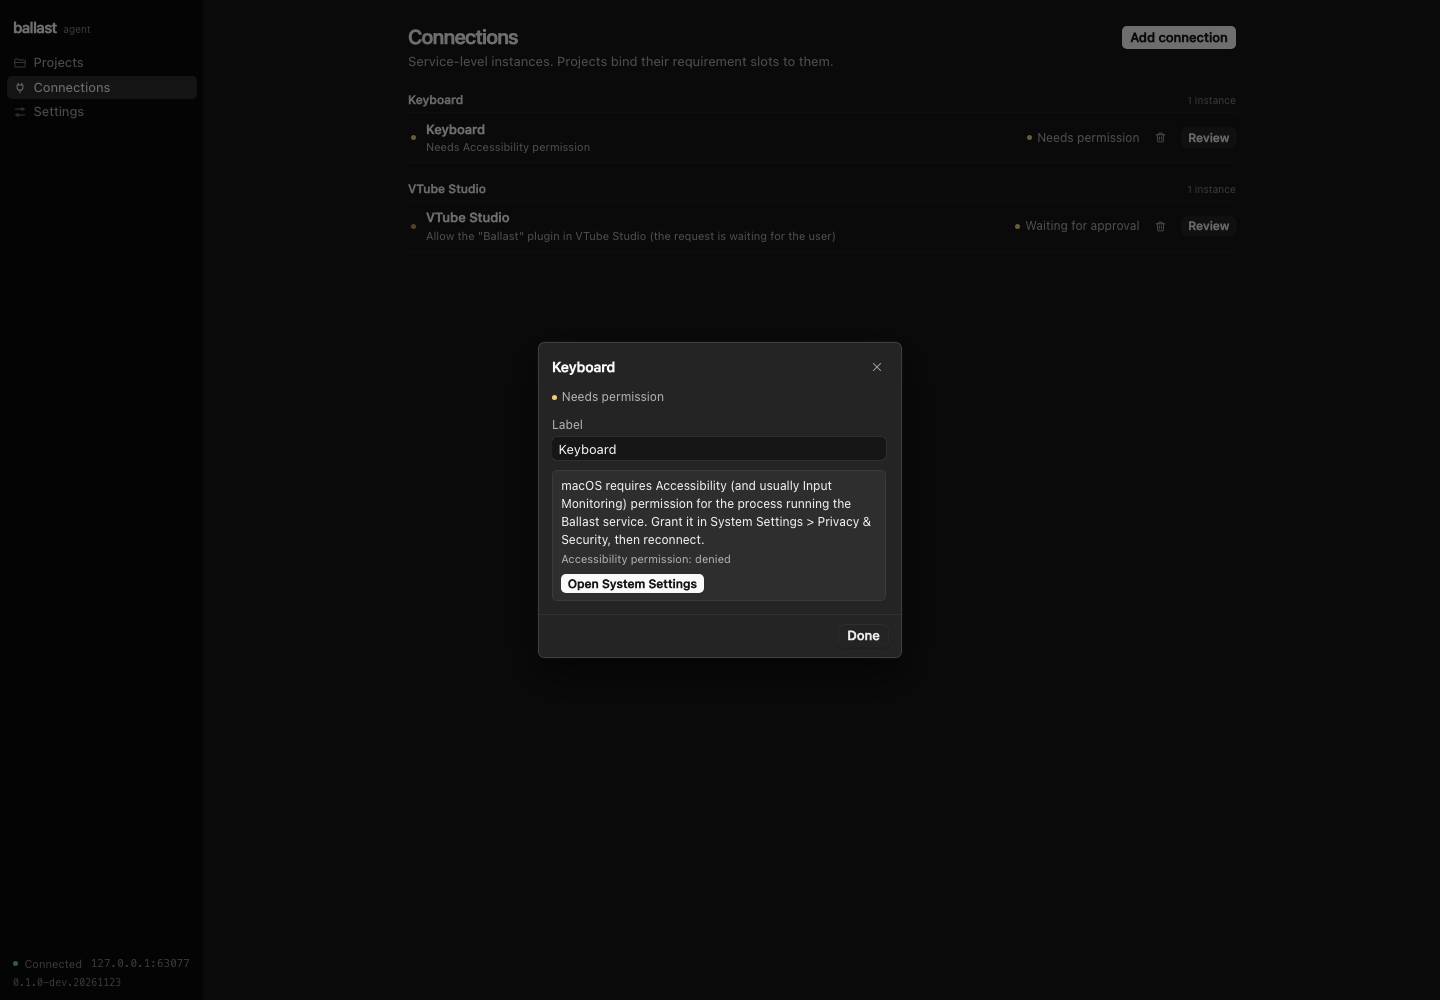 ballast agent
Projects
Connections
Settings
Connections
Add connection
Service-level instances. Projects bind their requirement slots to them.
Keyboard
1 instance
Keyboard
Needs Accessibility permission
Needs permission
Review
VTube Studio
1 instance
VTube Studio
Allow the "Ballast" plugin in VTube Studio (the request is waiting for the user)
Waiting for approval
Review
Keyboard
Needs permission
Label
Keyboard
macOS requires Accessibility (and usually Input
Monitoring) permission for the process running the
Ballast service. Grant it in System Settings > Privacy &
Security, then reconnect.
Accessibility permission: denied
Open System Settings
Done
Connected 127.0.0.1:63077
0.1.0-dev.20261123